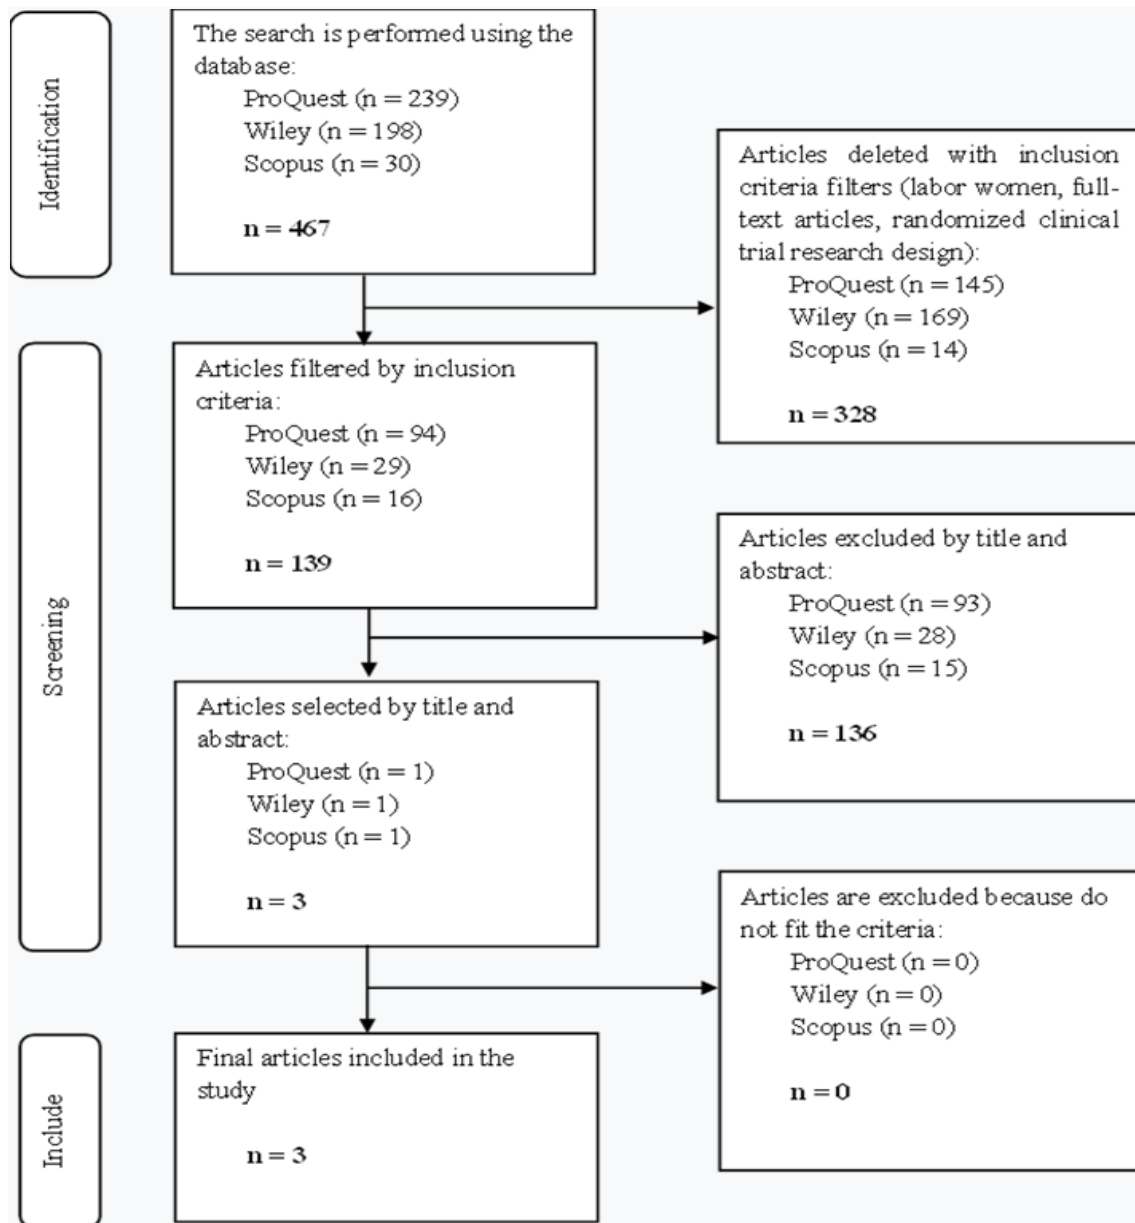 Identification
The search is performed using the
database:
ProQuest (n = 239)
Wiley (n = 198)
Scopus (n = 30)
n = 467
Articles deleted with inclusion
criteria filters (labor women, full-
text articles, randomized clinical
trial research design):
ProQuest (n = 145)
Wiley (n = 169)
Scopus (n = 14)
n = 328
Screening
Articles filtered by inclusion
criteria:
ProQuest (n = 94)
Wiley (n = 29)
Scopus (n = 16)
n = 139
Articles excluded by title and
abstract:
ProQuest (n = 93)
Wiley (n = 28)
Scopus (n = 15)
n = 136
Articles selected by title and
abstract:
ProQuest (n = 1)
Wiley (n = 1)
Scopus (n = 1)
n = 3
Articles are excluded because do
not fit the criteria:
ProQuest (n = 0)
Wiley (n = 0)
Scopus (n = 0)
n = 0
Include
Final articles included in the
study
n = 3